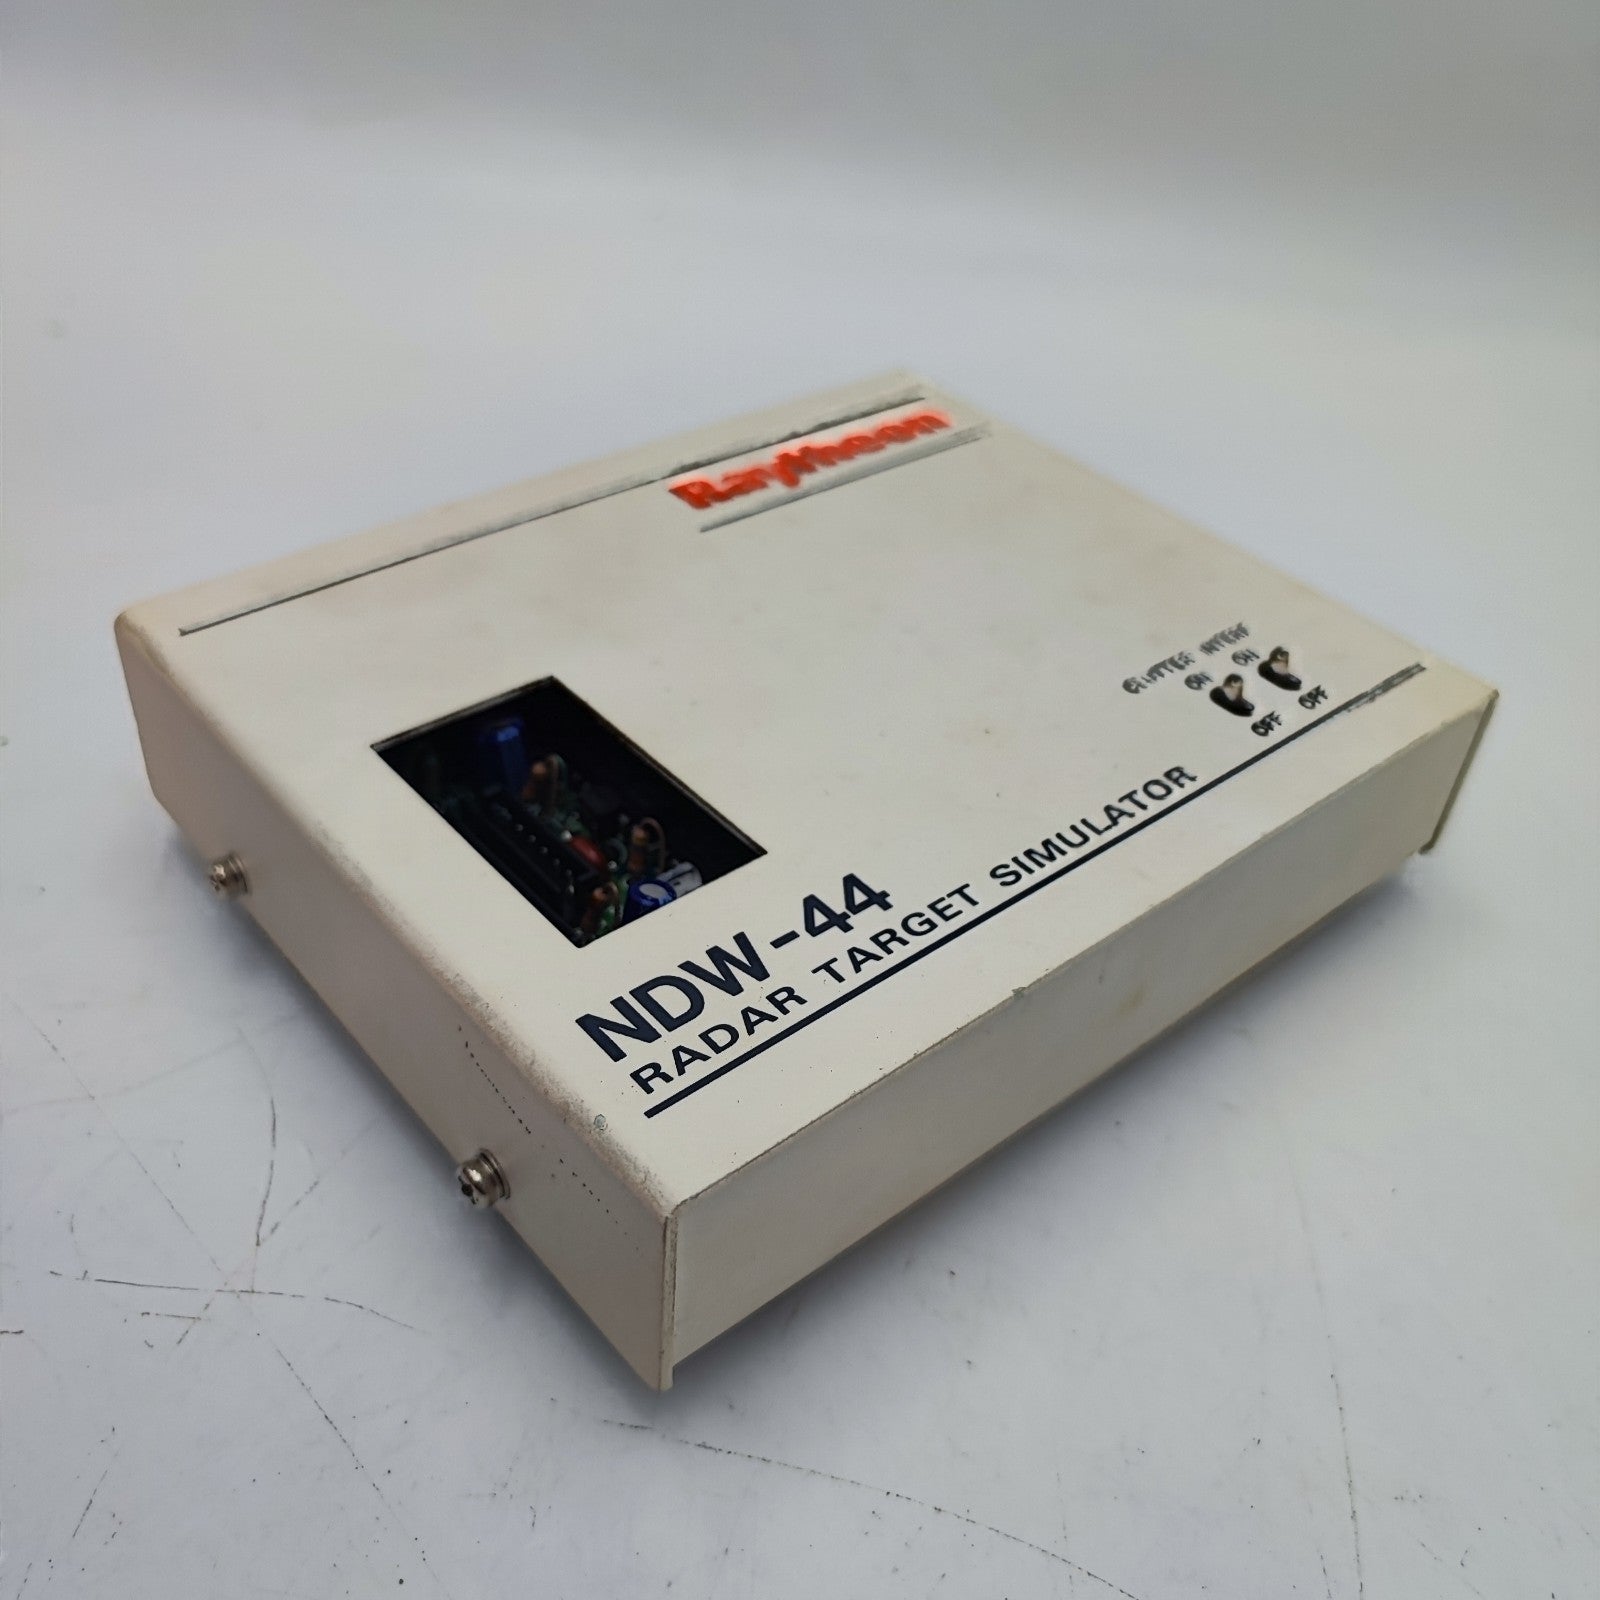 Raytheon
CLUTTER INTERF
ON ON
OFF OFF
NDW-44
RADAR TARGET SIMULATOR